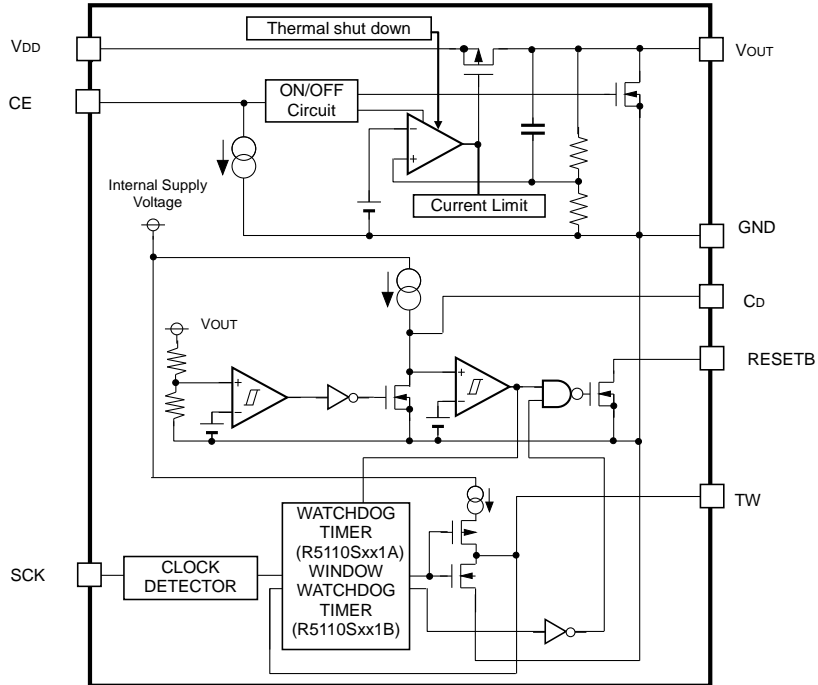 Thermal shut down
VDD
VOUT
CE
ON/OFF
Circuit
-
+
Internal Supply
Voltage
Current Limit
GND
CD
VOUT
RESETB
+
-
+
-
TW
WATCHDOG
TIMER
(R5110Sxx1A)
WINDOW
WATCHDOG
TIMER
(R5110Sxx1B)
SCK
CLOCK
DETECTOR